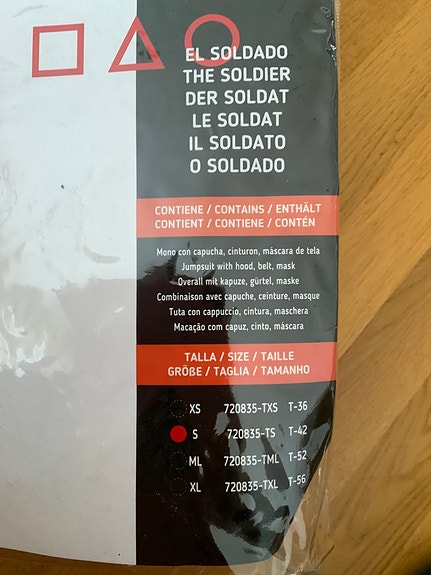 EL SOLDADO
THE SOLDIER
DER SOLDAT
LE SOLDAT
IL SOLDATO
O SOLDADO
CONTIENE / CONTAINS / ENTHÄLT
CONTIENT / CONTIENE / CONTÉN
Mono con capucha, cinturon, máscara de tela
Jumpsuit with hood, belt, mask
Overall mit kapuze, gürtel, maske
Combinaison avec capuche, ceinture, masque
Tuta con cappuccio, cintura, maschera
Macação com capuz, cinto, máscara
TALLA / SIZE / TAILLE
GRÖßE / TAGLIA / TAMANHO
XS 720835-TXS T-36
S 720835-TS T-42
ML 720835-TML T-52
XL 720835-TXL T-56